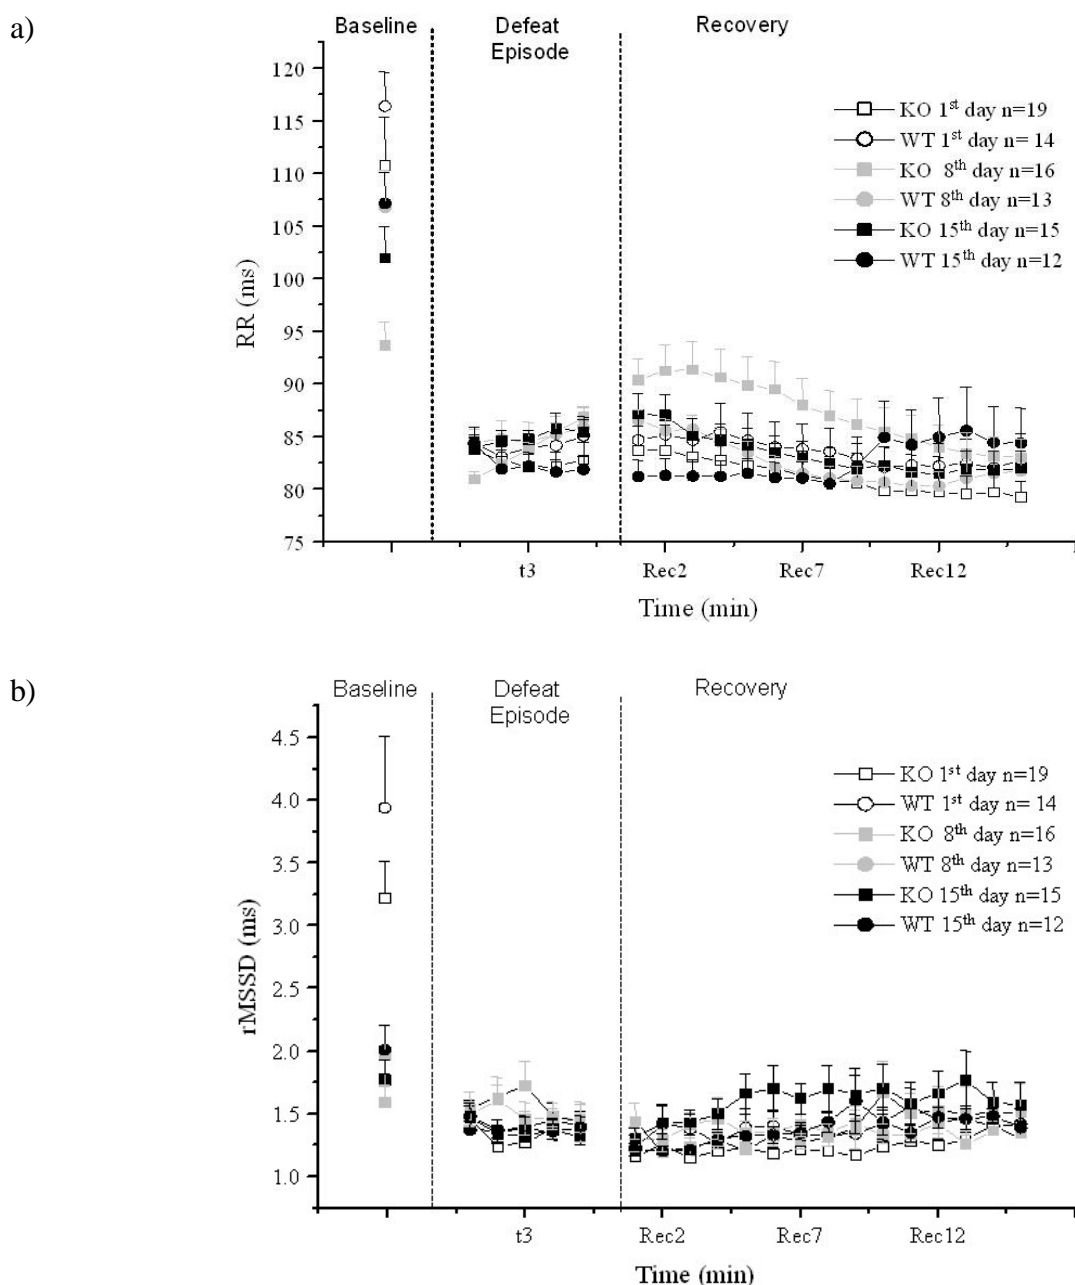 a)
Baseline
Defeat
Episode
Recovery
120
115
110
105
100
95
90
85
80
75
RR (ms)
KO 1st day n=19
WT 1st day n= 14
KO 8th day n=16
WT 8th day n=13
KO 15th day n=15
WT 15th day n=12
t3
Rec2
Rec7
Rec12
Time (min)
b)
Baseline
Defeat
Episode
Recovery
4.5
4.0
3.5
3.0
2.5
2.0
1.5
1.0
rMSSD (ms)
KO 1st day n=19
WT 1st day n= 14
KO 8th day n=16
WT 8th day n=13
KO 15th day n=15
WT 15th day n=12
t3
Rec2
Rec7
Rec12
Time (min)